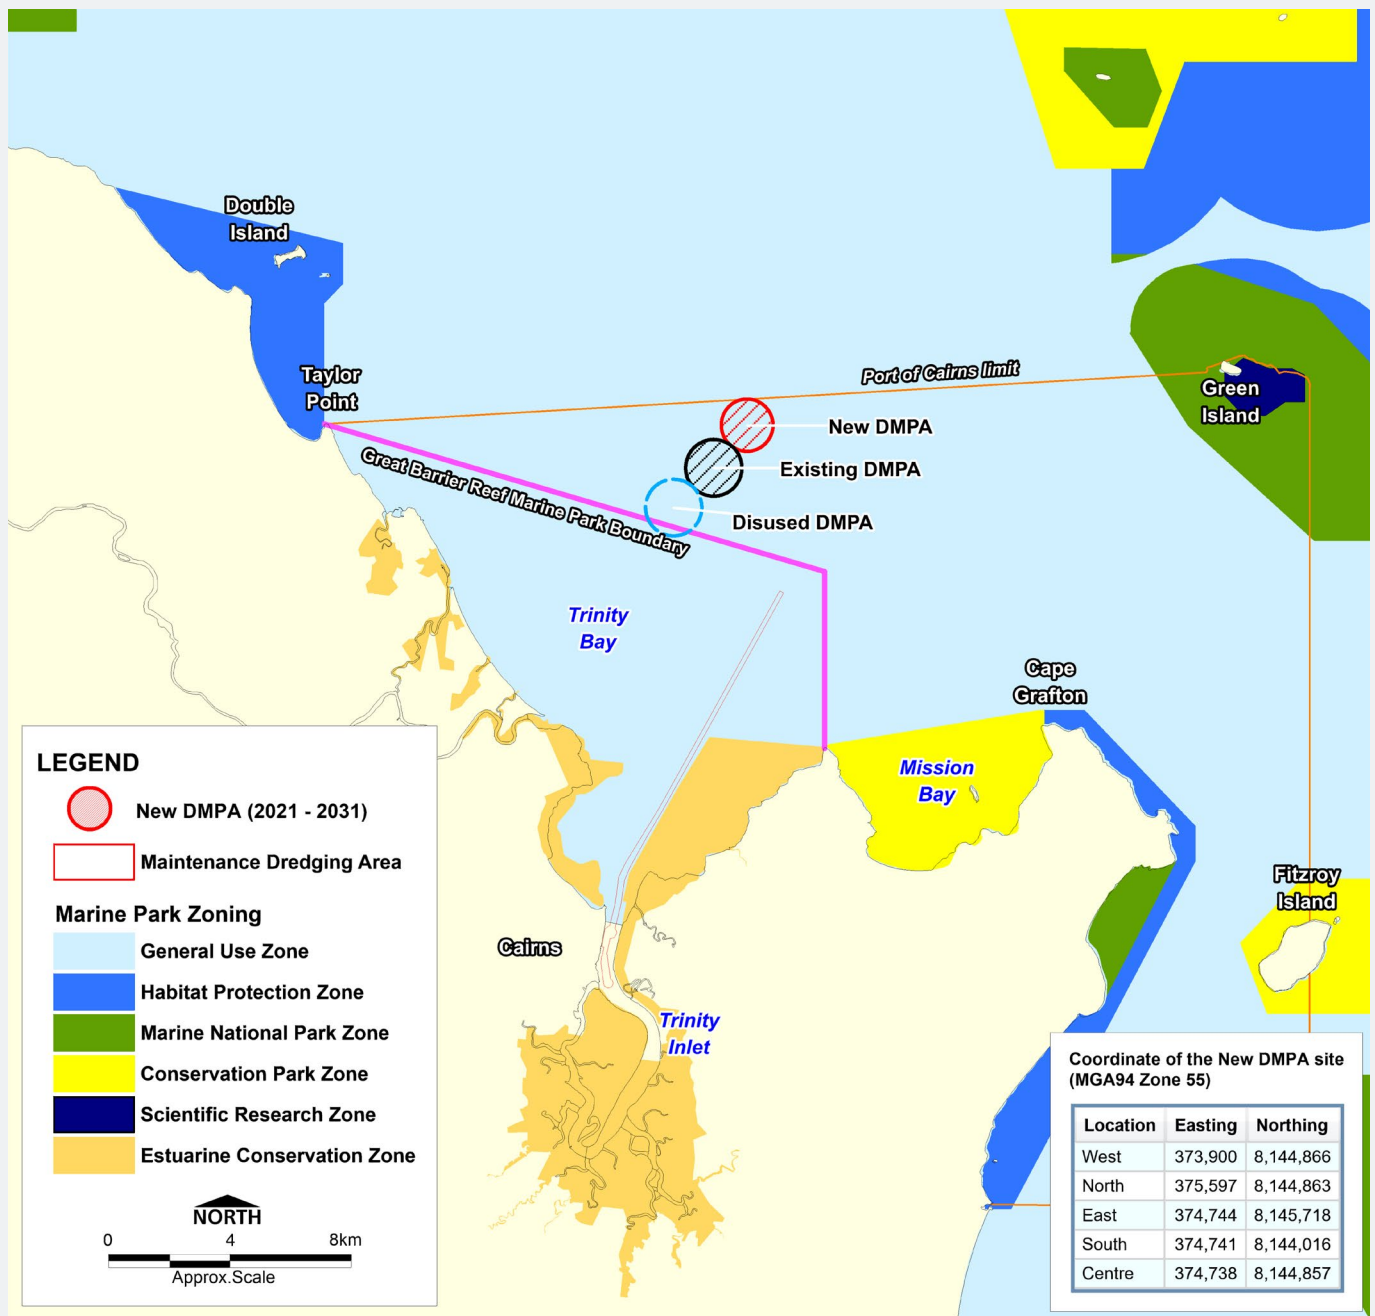 Double
Island
Taylor
Point
Port of Cairns limit
Green
Island
New DMPA
Existing DMPA
Disused DMPA
Great Barrier Reef Marine Park Boundary
Trinity
Bay
Cape
Grafton
Mission
Bay
Fitzroy
Island
Cairns
Trinity
Inlet
LEGEND
New DMPA (2021 - 2031)
Maintenance Dredging Area
Marine Park Zoning
General Use Zone
Habitat Protection Zone
Marine National Park Zone
Conservation Park Zone
Scientific Research Zone
Estuarine Conservation Zone
NORTH
0 4 8km
Approx.Scale
Coordinate of the New DMPA site
(MGA94 Zone 55)
Location Easting Northing
West 373,900 8,144,866
North 375,597 8,144,863
East 374,744 8,145,718
South 374,741 8,144,016
Centre 374,738 8,144,857